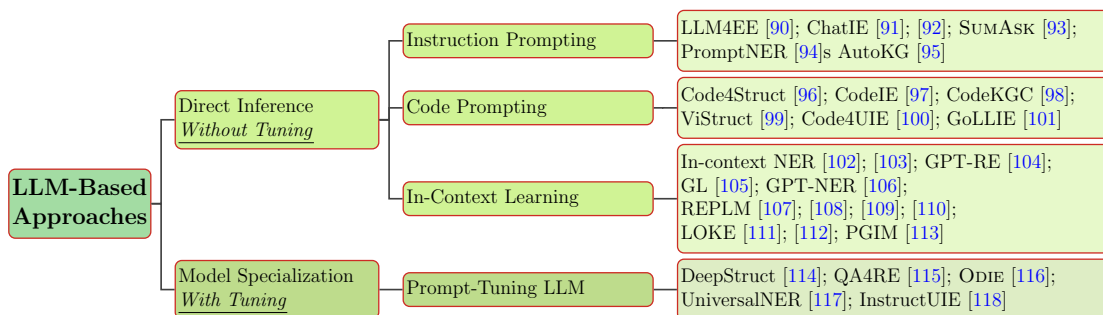 LLM-Based
Approaches
Direct Inference
Without Tuning
Instruction Prompting
LLM4EE [90]; ChatIE [91]; [92]; SUMASK [93];
PromptNER [94]s AutoKG [95]
Code Prompting
Code4Struct [96]; CodeIE [97]; CodeKGC [98];
ViStruct [99]; Code4UIE [100]; GoLLIE [101]
In-Context Learning
In-context NER [102]; [103]; GPT-RE [104];
GL [105]; GPT-NER [106];
REPLM [107]; [108]; [109]; [110];
LOKE [111]; [112]; PGIM [113]
Model Specialization
With Tuning
Prompt-Tuning LLM
DeepStruct [114]; QA4RE [115]; ODIE [116];
UniversalNER [117]; InstructUIE [118]